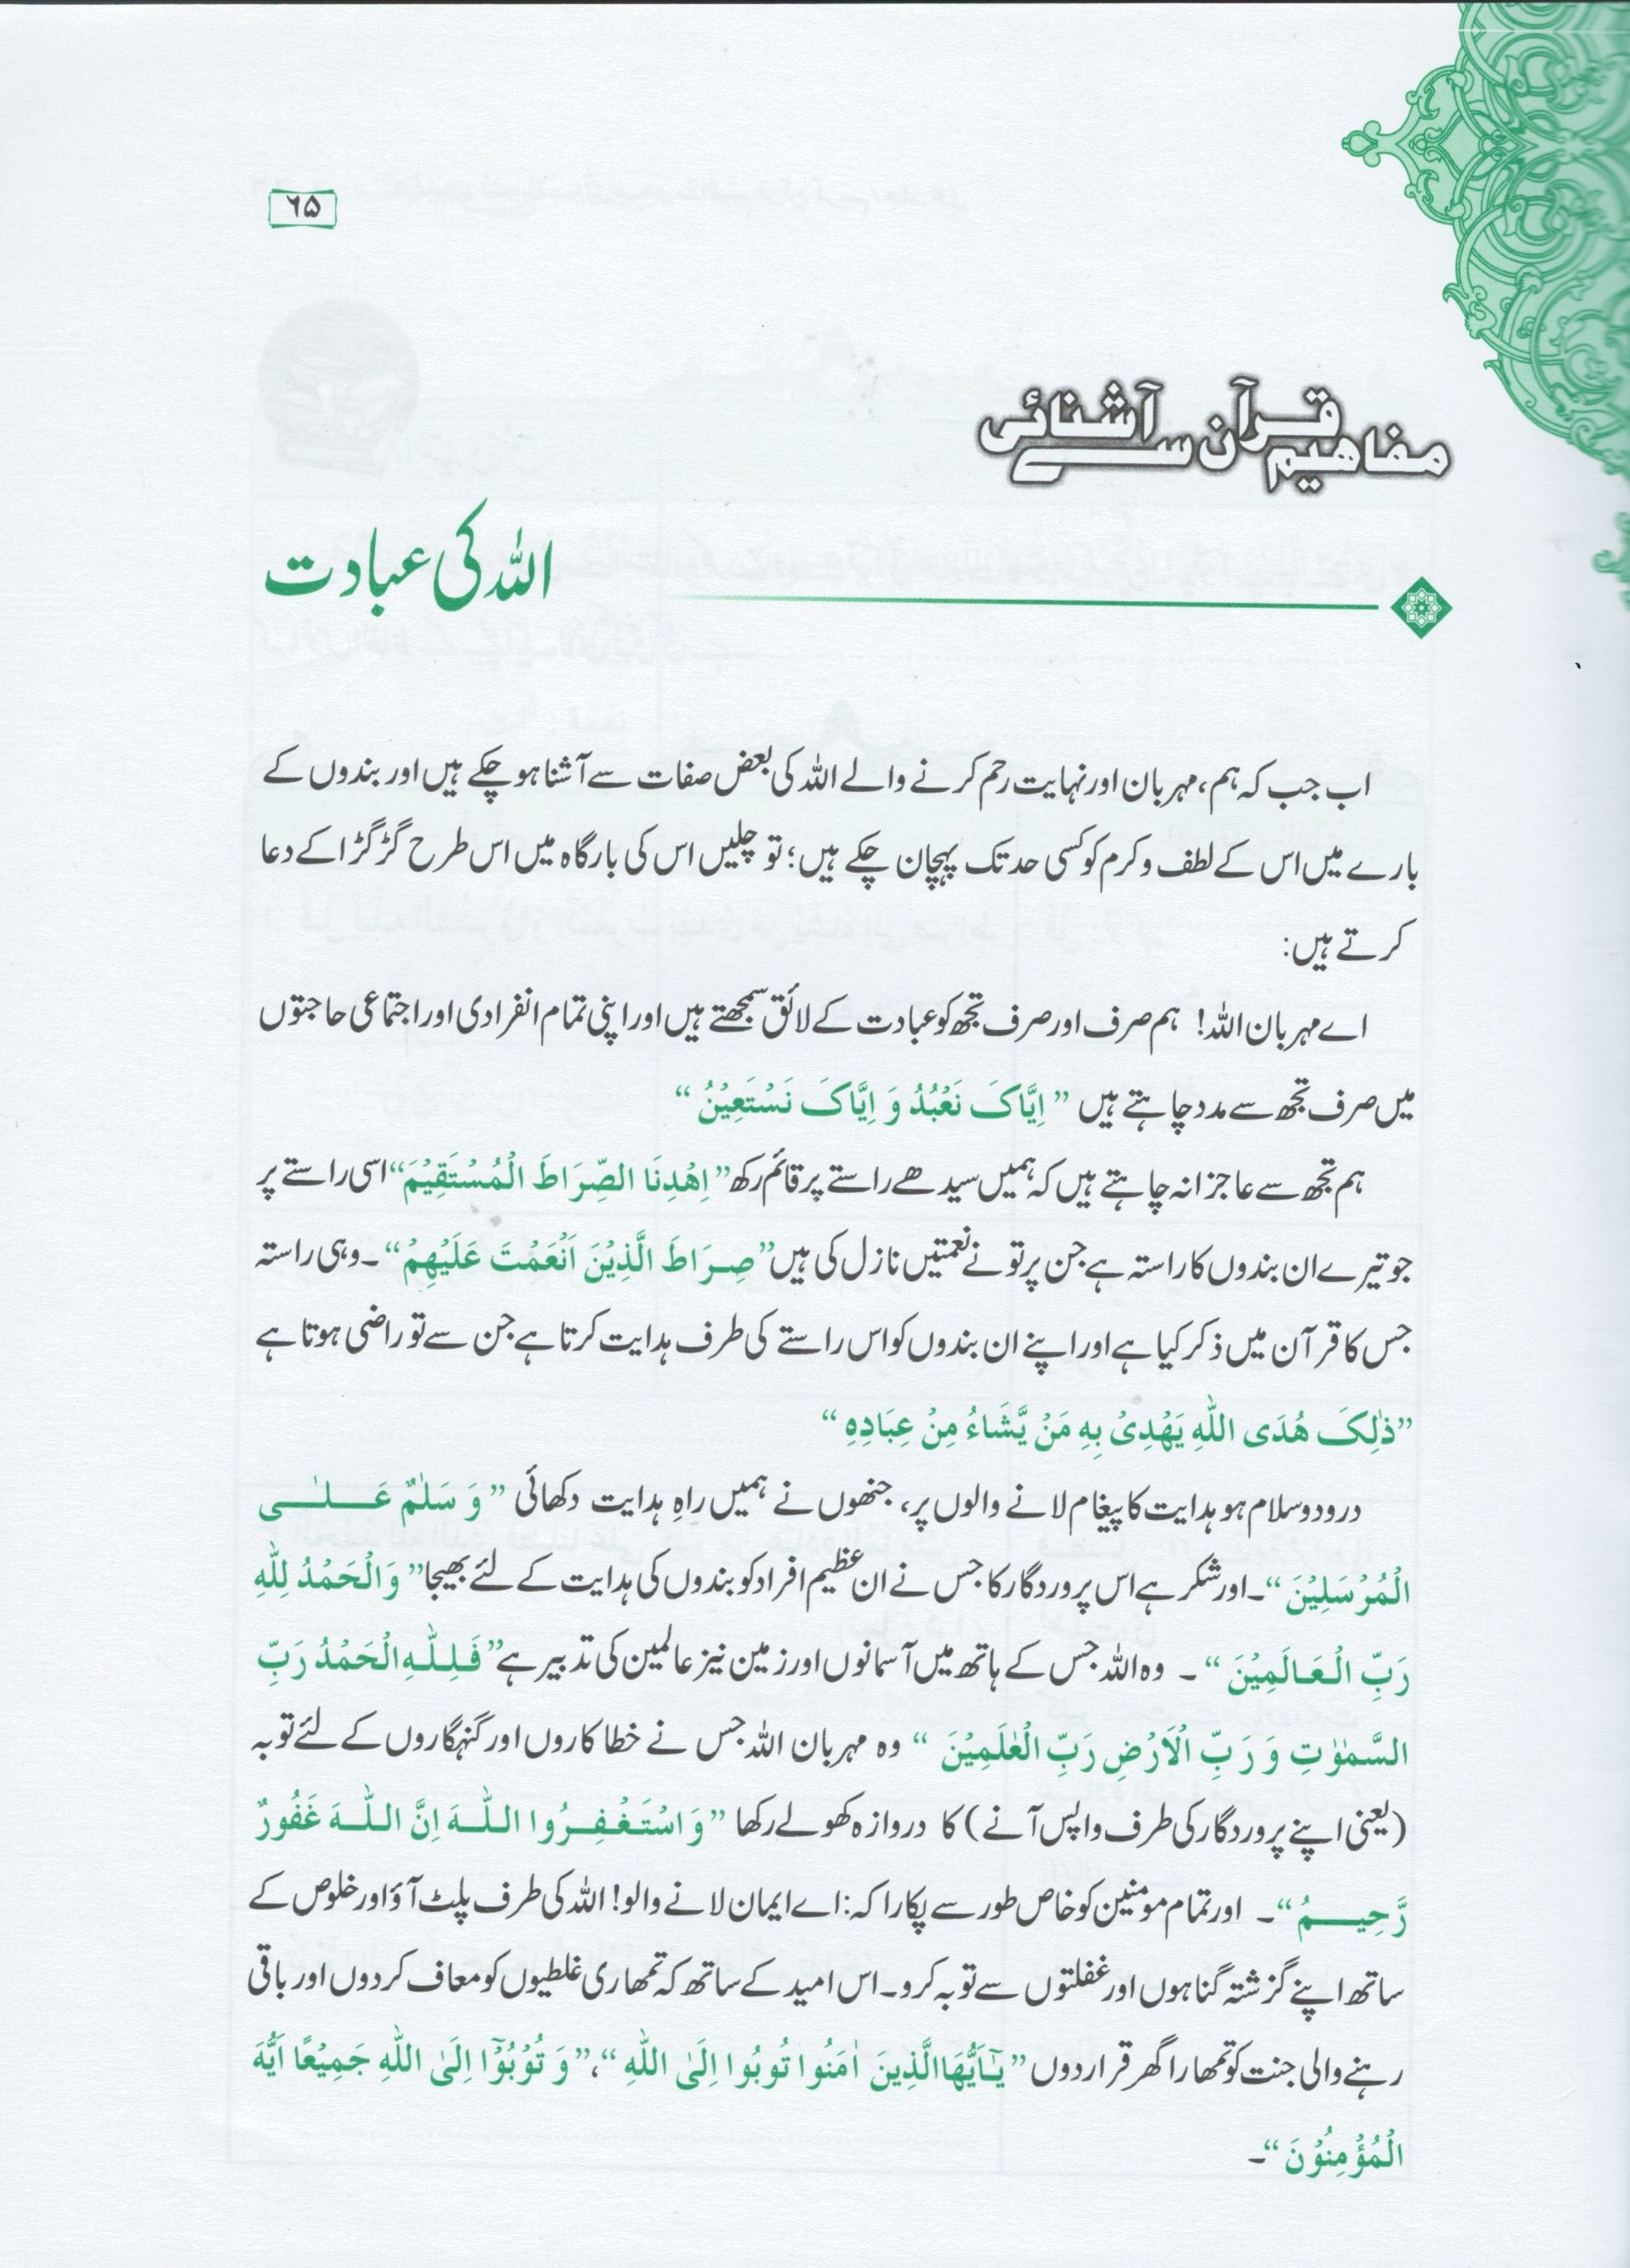 ۶۵
مفاهیم قرآن سے آشنائی
اللہ کی عبادت
اب جب کہ ہم، مہربان اور نہایت رحم کرنے والے اللہ کی بعض صفات سے آشنا ہو چکے ہیں اور بندوں کے
بارے میں اس کے لطف و کرم کو کسی حد تک پہچان چکے ہیں؛ تو چلیں اس کی بارگاہ میں اس طرح گڑگڑا کے دعا
کرتے ہیں:
اے مہربان اللہ! ہم صرف اور صرف تجھ کو عبادت کے لائق سمجھتے ہیں اور اپنی تمام انفرادی اور اجتماعی حاجتوں
میں صرف تجھ سے مدد چاہتے ہیں ”اِیَّاکَ نَعْبُدُ وَ اِیَّاکَ نَسْتَعِیْنُ“
ہم تجھ سے عاجزانہ چاہتے ہیں کہ ہمیں سیدھے راستے پر قائم رکھ ”اِهْدِنَا الصِّرَاطَ الْمُسْتَقِیْمَ“ اسی راستے پر
جو تیرے ان بندوں کا راستہ ہے جن پر تو نے نعمتیں نازل کی ہیں ”صِرَاطَ الَّذِیْنَ اَنْعَمْتَ عَلَیْهِمْ“۔ وہی راستہ
جس کا قرآن میں ذکر کیا ہے اور اپنے ان بندوں کو اس راستے کی طرف ہدایت کرتا ہے جن سے تو راضی ہوتا ہے
”ذٰلِکَ هُدَی اللّٰهِ یَهْدِیْ بِهٖ مَنْ یَّشَاءُ مِنْ عِبَادِهٖ“
درود و سلام ہو ہدایت کا پیغام لانے والوں پر، جنھوں نے ہمیں راہِ ہدایت دکھائی ”وَ سَلٰمٌ عَلٰی
الْمُرْسَلِیْنَ“۔ اور شکر ہے اس پروردگار کا جس نے ان عظیم افراد کو بندوں کی ہدایت کے لئے بھیجا ”وَالْحَمْدُ لِلّٰهِ
رَبِّ الْعَالَمِیْنَ“۔ وہ اللہ جس کے ہاتھ میں آسمانوں اور زمین نیز عالمین کی تدبیر ہے ”فَلِلّٰهِ الْحَمْدُ رَبِّ
السَّمٰوٰتِ وَ رَبِّ الْاَرْضِ رَبِّ الْعٰلَمِیْنَ“ وہ مہربان اللہ جس نے خطا کاروں اور گنہگاروں کے لئے توبہ
(یعنی اپنے پروردگار کی طرف واپس آنے) کا دروازہ کھولے رکھا ”وَ اسْتَغْفِرُوا اللّٰهَ اِنَّ اللّٰهَ غَفُورٌ
رَّحِیْمٌ“۔ اور تمام مومنین کو خاص طور سے پکارا کہ: اے ایمان لانے والو! اللہ کی طرف پلٹ آؤ اور خلوص کے
ساتھ اپنے گزشتہ گناہوں اور غفلتوں سے توبہ کرو۔ اس امید کے ساتھ کہ تمھاری غلطیوں کو معاف کر دوں اور باقی
رہنے والی جنت کو تمھارا گھر قرار دوں ”یٰٓاَیُّهَا الَّذِینَ اٰمَنُوا تُوبُوا اِلَی اللّٰهِ“، ”وَ تُوْبُوْٓا اِلَی اللّٰهِ جَمِیْعًا اَیُّهَ
الْمُؤْمِنُوْنَ“۔